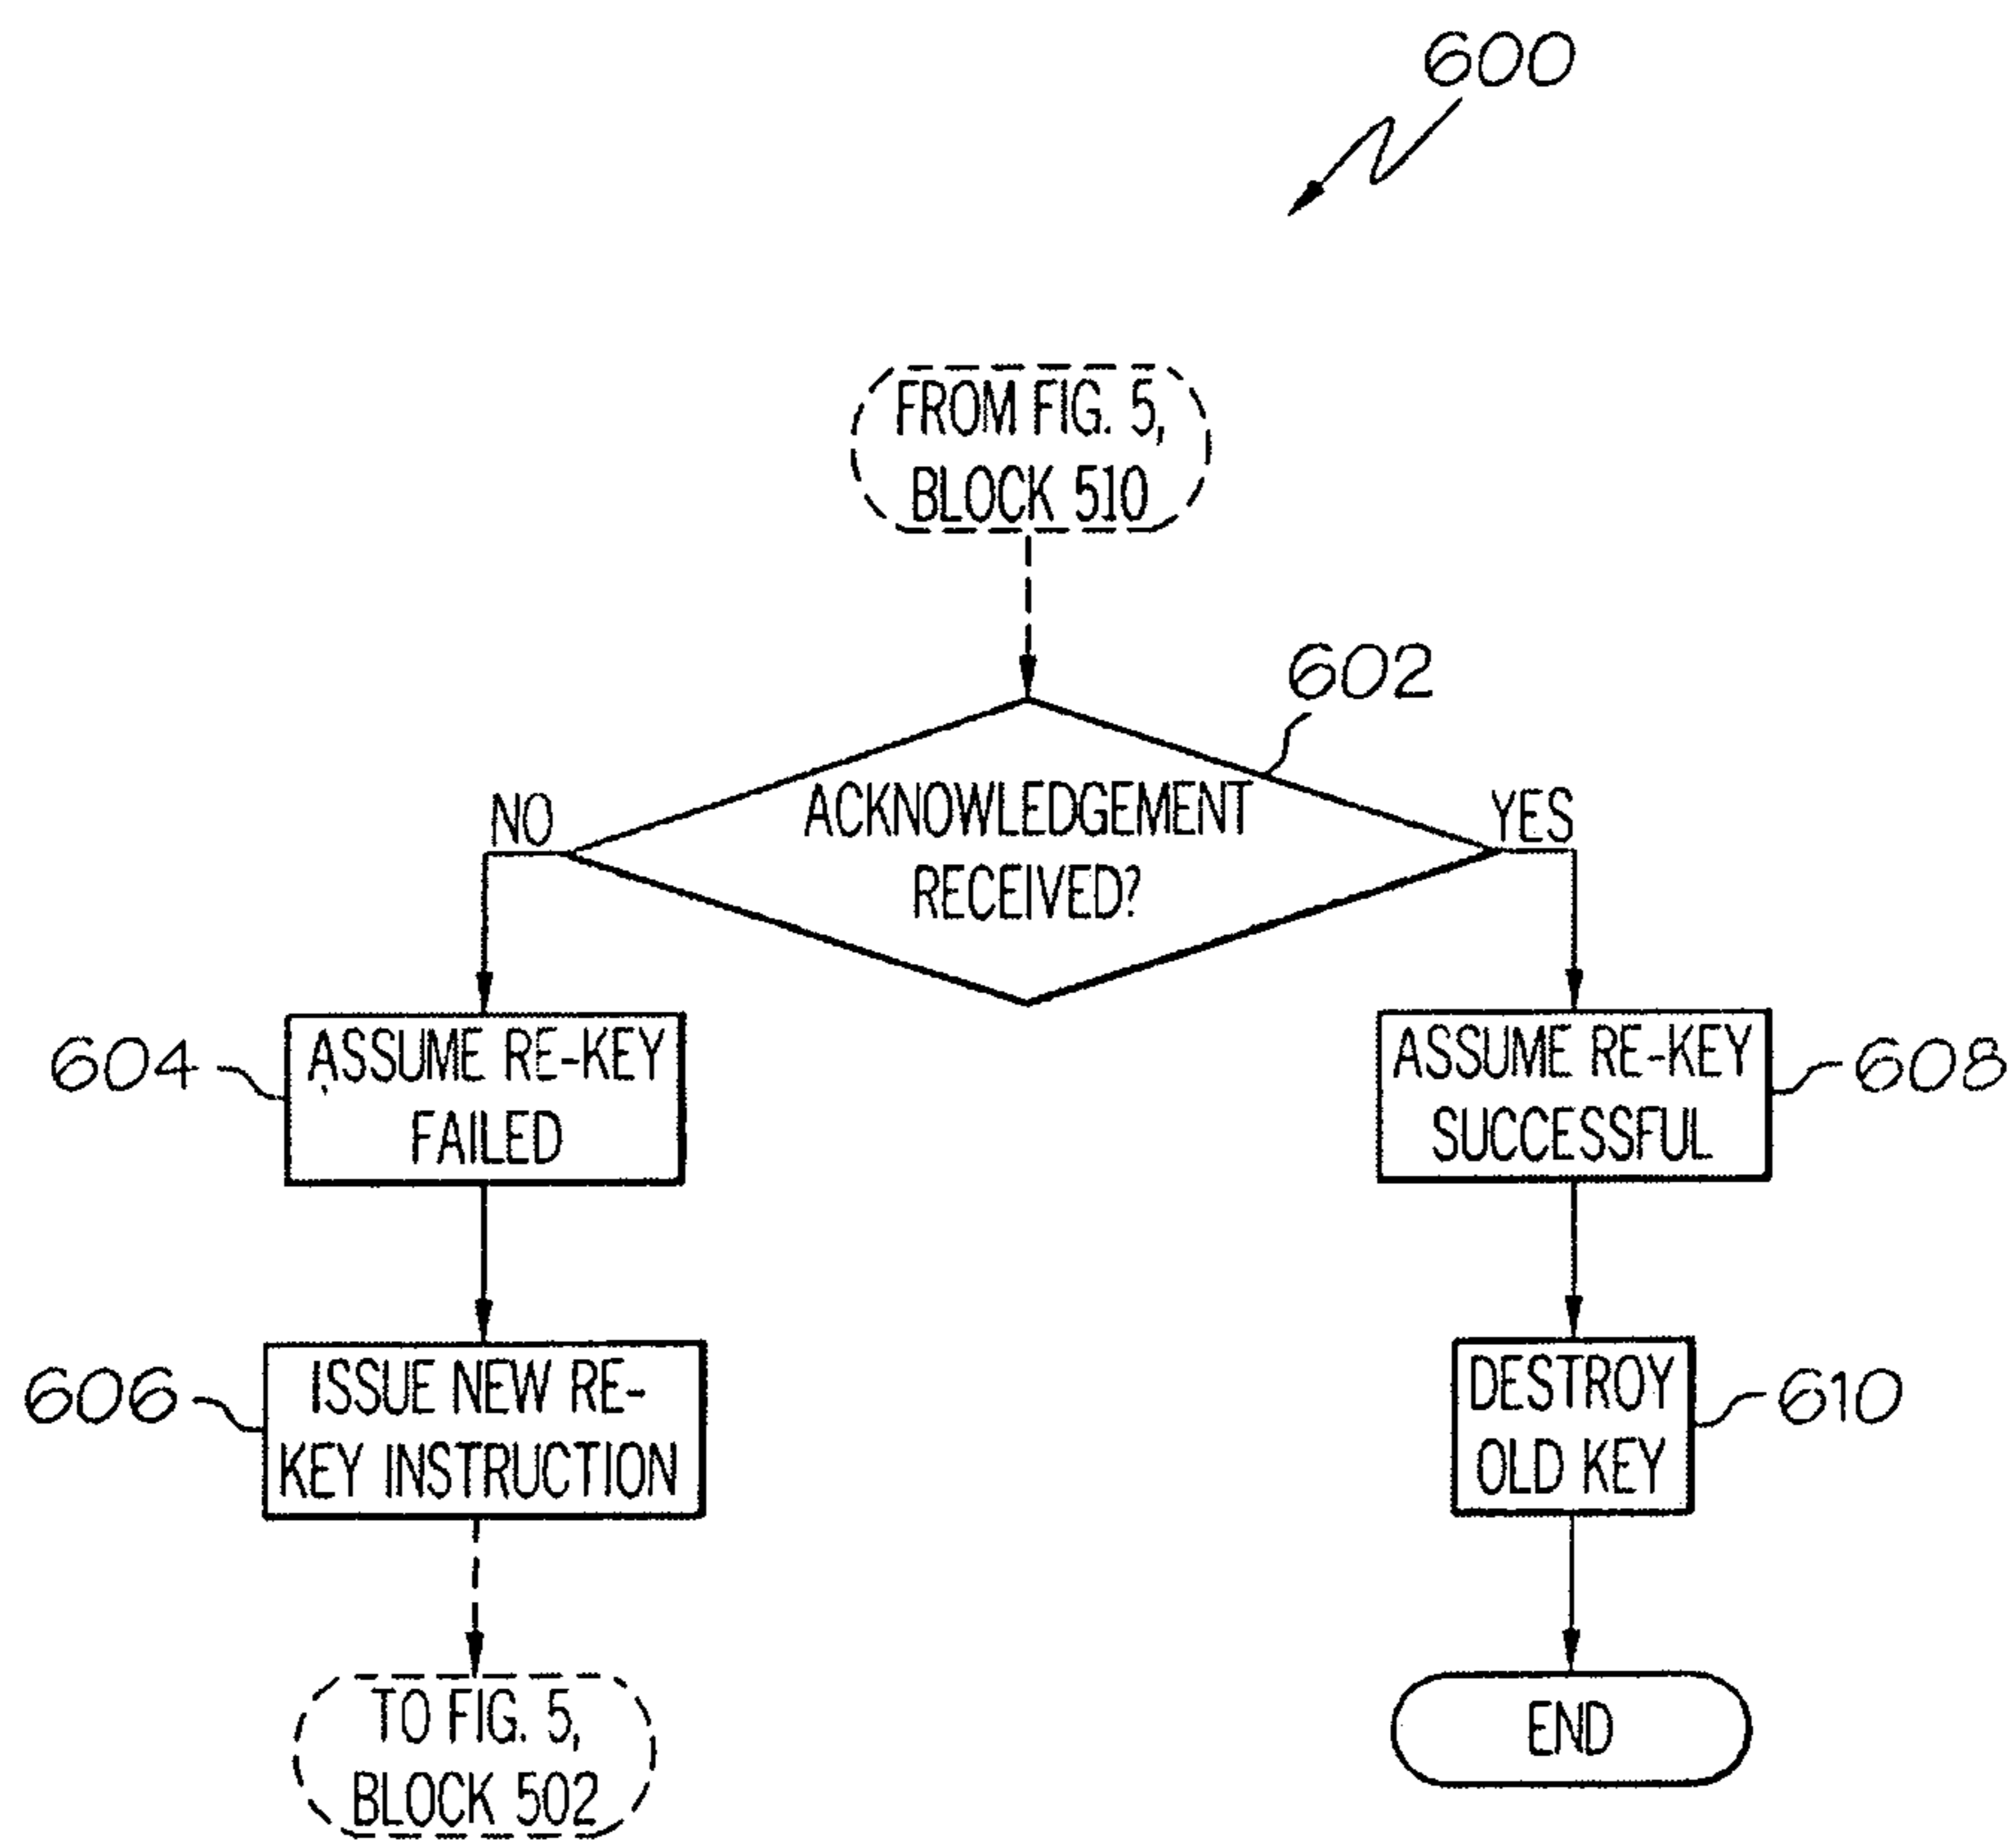 600
FROM FIG. 5,
BLOCK 510
602
NO
ACKNOWLEDGEMENT
RECEIVED?
YES
604
ASSUME RE-KEY
FAILED
ASSUME RE-KEY
SUCCESSFUL
608
606
ISSUE NEW RE-
KEY INSTRUCTION
DESTROY
OLD KEY
610
TO FIG. 5,
BLOCK 502
END